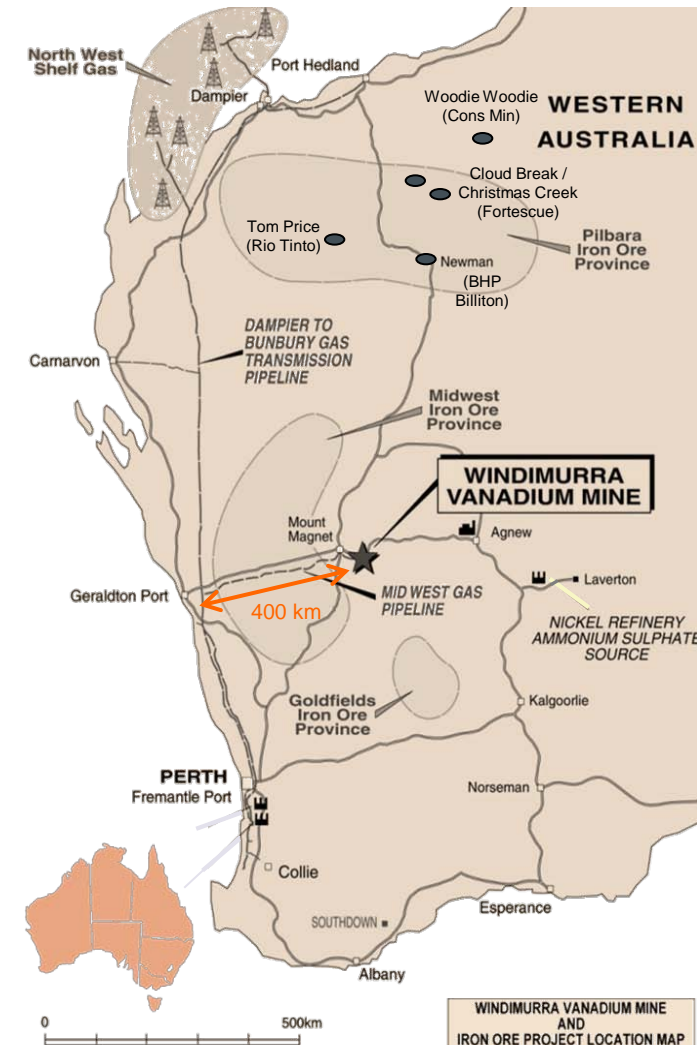 North West
Shelf Gas
Port Hedland
Dampier
Woodie Woodie
(Cons Min)
WESTERN
AUSTRALIA
Cloud Break /
Christmas Creek
(Fortescue)
Tom Price
(Rio Tinto)
Newman
(BHP
Billiton)
Pilbara
Iron Ore
Province
DAMPIER TO
BUNBURY GAS
TRANSMISSION
PIPELINE
Carnarvon
Midwest
Iron Ore
Province
WINDIMURRA
VANADIUM MINE
Mount
Magnet
Agnew
Geraldton Port
400 km
MID WEST GAS
PIPELINE
Laverton
NICKEL REFINERY
AMMONIUM SULPHATE
SOURCE
Goldfields
Iron Ore
Province
Kalgoorlie
PERTH
Fremantle Port
Norseman
Collie
Esperance
SOUTHDOWN
Albany
0 500km
WINDIMURRA VANADIUM MINE
AND
IRON ORE PROJECT LOCATION MAP